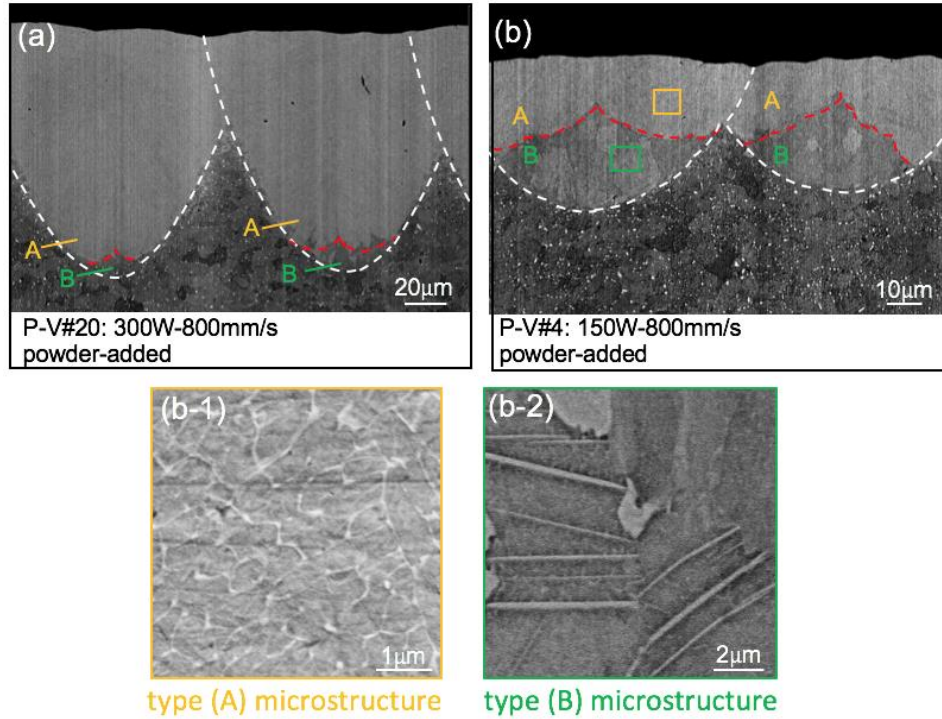 (a)
A
B
A
B
20μm
P-V#20: 300W-800mm/s
powder-added
(b)
A
B
A
B
10μm
P-V#4: 150W-800mm/s
powder-added
(b-1)
1μm
type (A) microstructure
(b-2)
2μm
type (B) microstructure